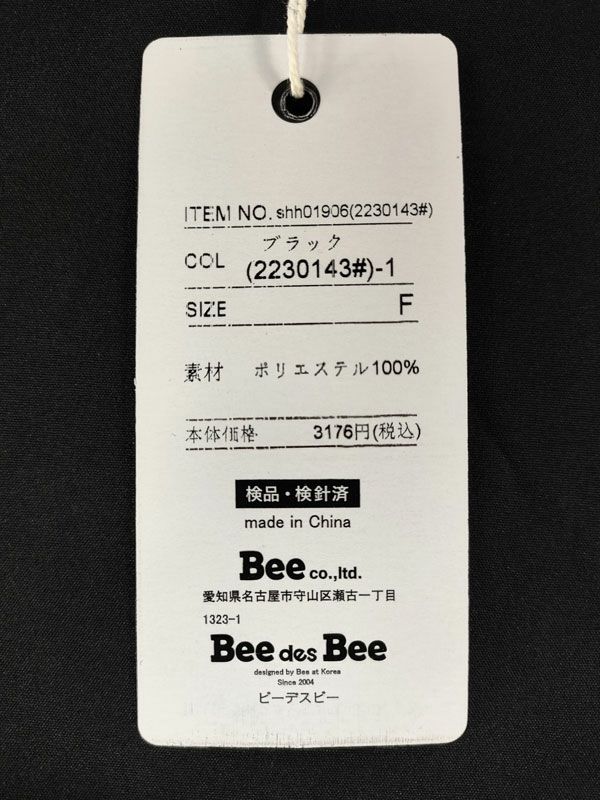 ITEM NO. shh01906(2230143#)
ブラック
COL (2230143#)-1
SIZE F
素材 ポリエステル100%
本体価格 3176円(税込)
検品・検針済
made in China
Bee co.,ltd.
愛知県名古屋市守山区瀬古一丁目
1323-1
Bee des Bee
designed by Bee at Korea
Since 2004
ビーデスビー